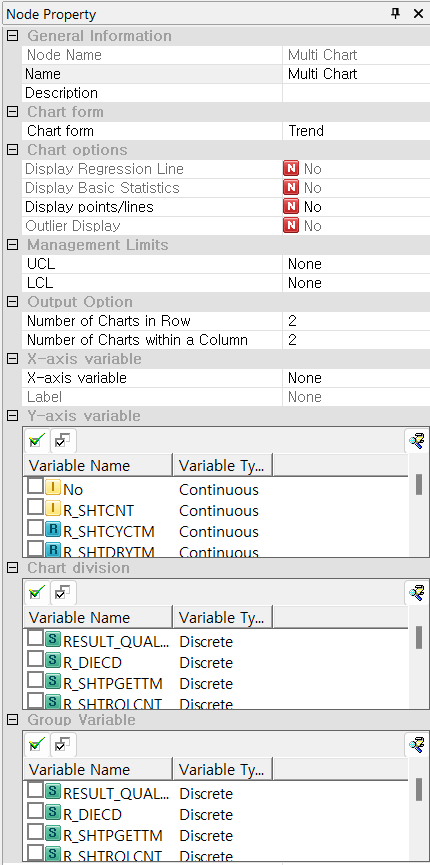 Node Property
General Information
Node Name Multi Chart
Name Multi Chart
Description
Chart form
Chart form Trend
Chart options
Display Regression Line N No
Display Basic Statistics N No
Display points/lines N No
Outlier Display N No
Management Limits
UCL None
LCL None
Output Option
Number of Charts in Row 2
Number of Charts within a Column 2
X-axis variable
X-axis variable None
Label None
Y-axis variable
Variable Name Variable Ty...
I No Continuous
I R_SHTCNT Continuous
R R_SHTCYCTM Continuous
R R_SHTDRYTM Continuous
Chart division
Variable Name Variable Ty...
S RESULT_QUAL... Discrete
S R_DIECD Discrete
S R_SHTPGETTM Discrete
S R_SHTROLCNT Discrete
Group Variable
Variable Name Variable Ty...
S RESULT_QUAL... Discrete
S R_DIECD Discrete
S R_SHTPGETTM Discrete
S R_SHTROLCNT Discrete